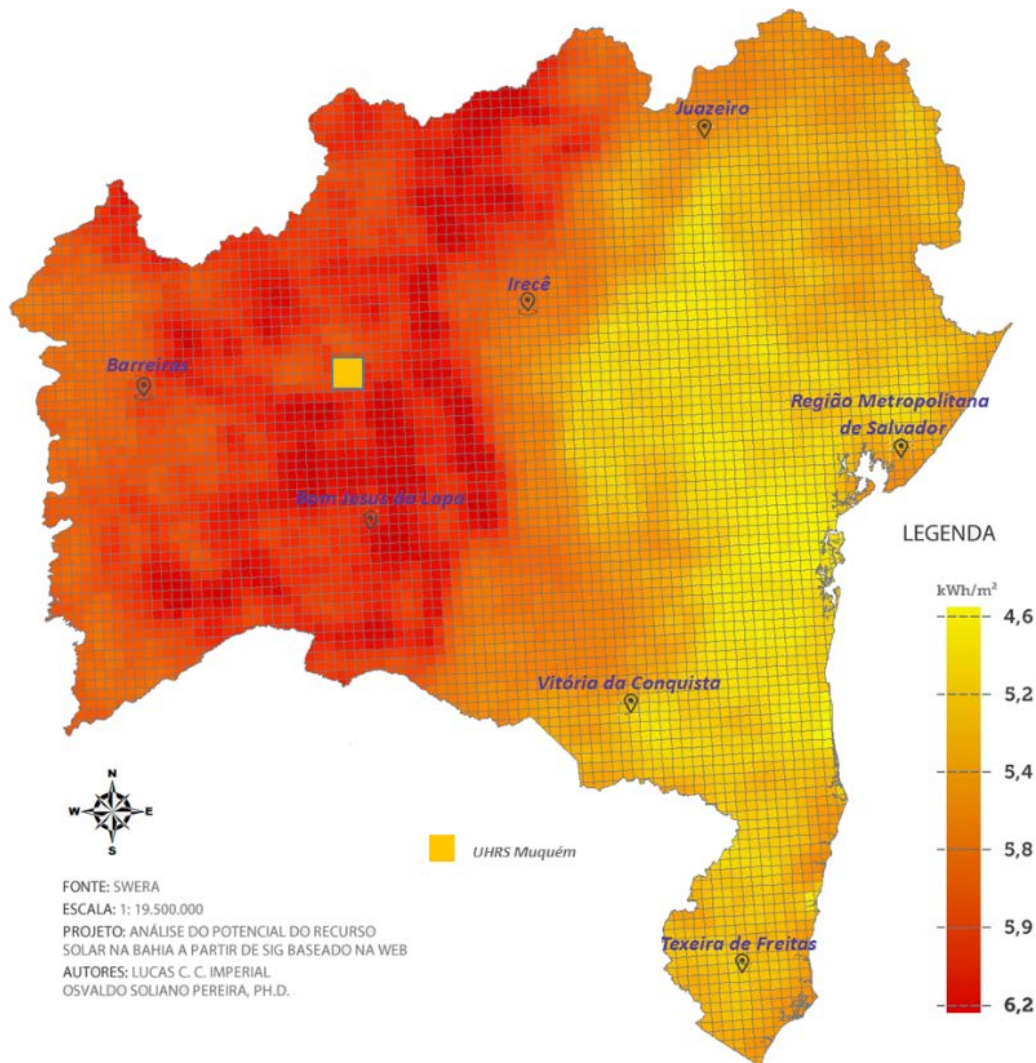 Juazeiro
Irecê
Barreiras
Região Metropolitana
de Salvador
Bom Jesus da Lapa
LEGENDA
kWh/m²
4,6
5,2
Vitória da Conquista
5,4
N
W E
S
5,8
UHRS Muquém
FONTE: SWERA
ESCALA: 1: 19.500.000
PROJETO: ANÁLISE DO POTENCIAL DO RECURSO
SOLAR NA BAHIA A PARTIR DE SIG BASEADO NA WEB
AUTORES: LUCAS C. C. IMPERIAL
OSVALDO SOLIANO PEREIRA, PH.D.
5,9
Texeira de Freitas
6,2